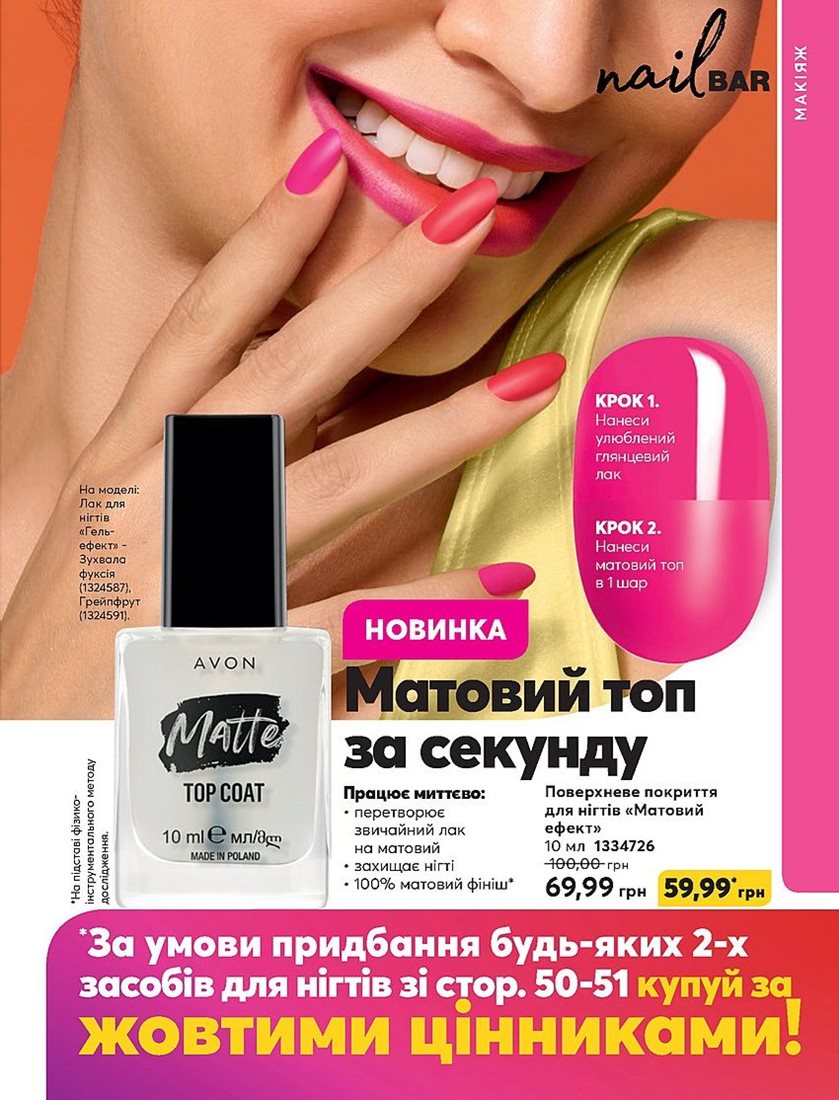 nail BAR
МАКІЯЖ
КРОК 1.
Нанеси
улюблений
глянцевий
лак
КРОК 2.
Нанеси
матовий топ
в 1 шар
На моделі:
Лак для
нігтів
«Гель-
ефект» -
Зухвала
фуксія
(1324587),
Грейпфрут
(1324591).
AVON
Matte
TOP COAT
10 ml e мл/მლ
MADE IN POLAND
НОВИНКА
Матовий топ
за секунду
Працює миттєво:
• перетворює
звичайний лак
на матовий
• захищає нігті
• 100% матовий фініш*
Поверхневе покриття
для нігтів «Матовий
ефект»
10 мл 1334726
100,00 грн
69,99 грн 59,99* грн
*На підставі фізико-
інструментального методу
дослідження.
*За умови придбання будь-яких 2-х
засобів для нігтів зі стор. 50-51 купуй за
жовтими цінниками!